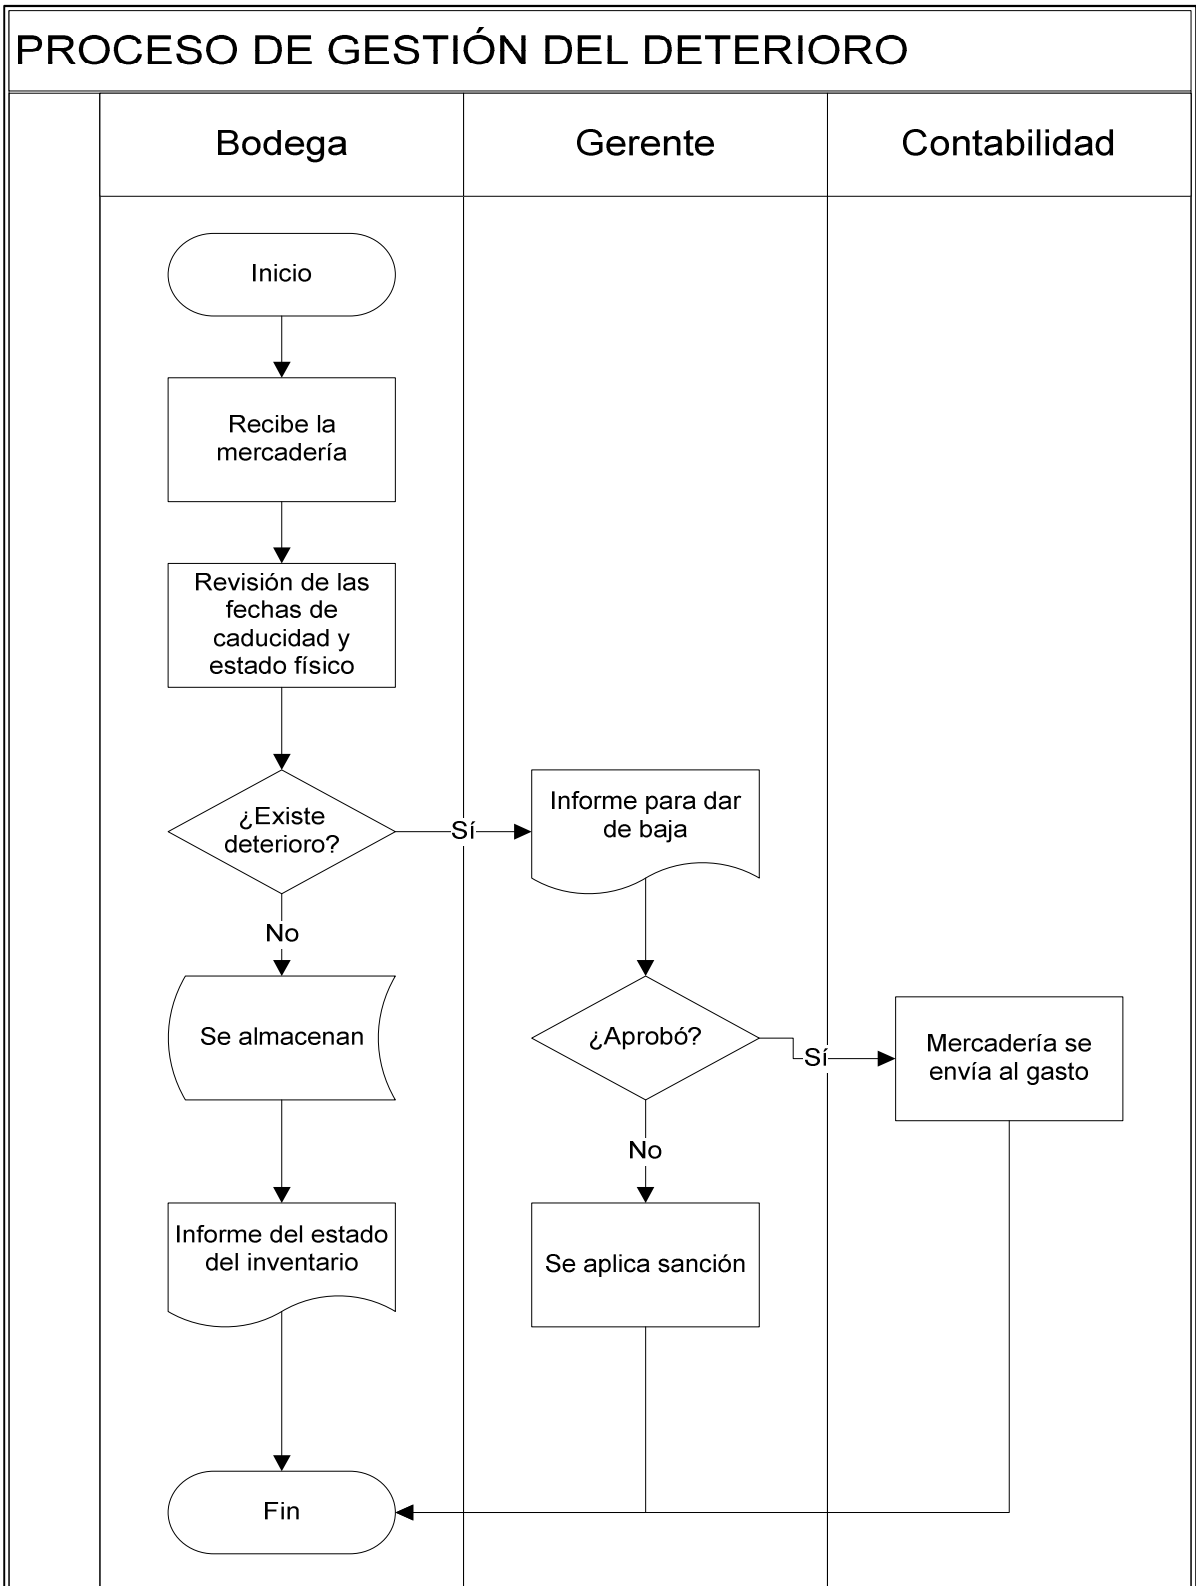 PROCESO DE GESTIÓN DEL DETERIORO
Bodega
Gerente
Contabilidad
Inicio
Recibe la
mercadería
Revisión de las
fechas de
caducidad y
estado físico
¿Existe
deterioro?
Sí
Informe para dar
de baja
No
Se almacenan
¿Aprobó?
Sí
Mercadería se
envía al gasto
No
Informe del estado
del inventario
Se aplica sanción
Fin